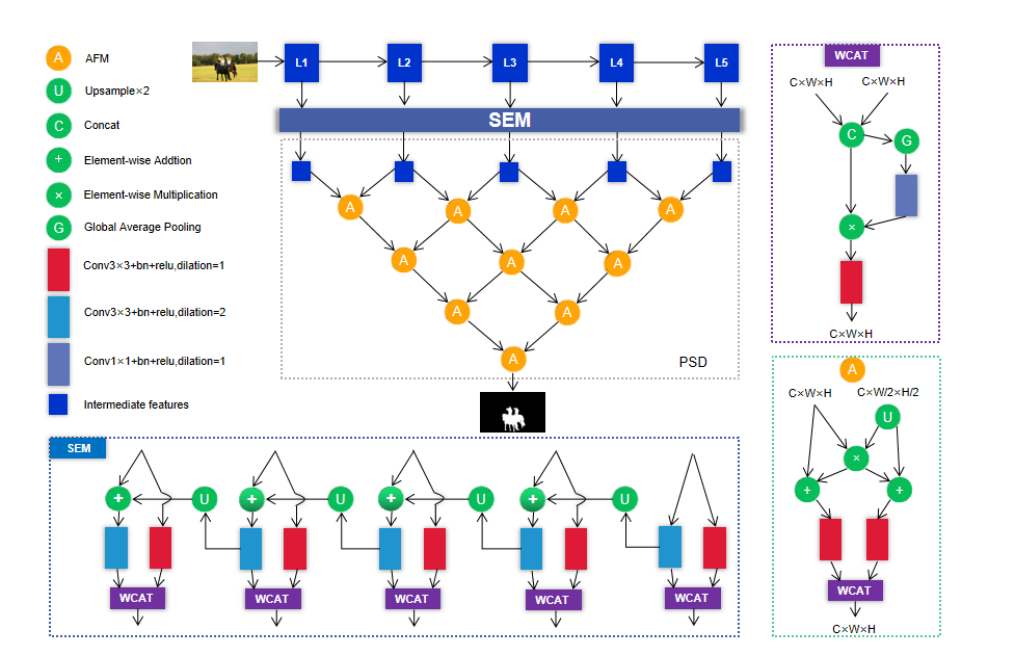 A AFM
U Upsample×2
C Concat
+ Element-wise Addtion
× Element-wise Multiplication
G Global Average Pooling
Conv3×3+bn+relu,dilation=1
Conv3×3+bn+relu,dilation=2
Conv1×1+bn+relu,dilation=1
Intermediate features
L1 L2 L3 L4 L5
SEM
A A A A
A A A
A A
A
PSD
WCAT
C×W×H C×W×H
C
G
×
C×W×H
A
C×W×H C×W/2×H/2
U
×
+ +
WCAT
C×W×H
SEM
+ U + U + U + U
WCAT WCAT WCAT WCAT WCAT